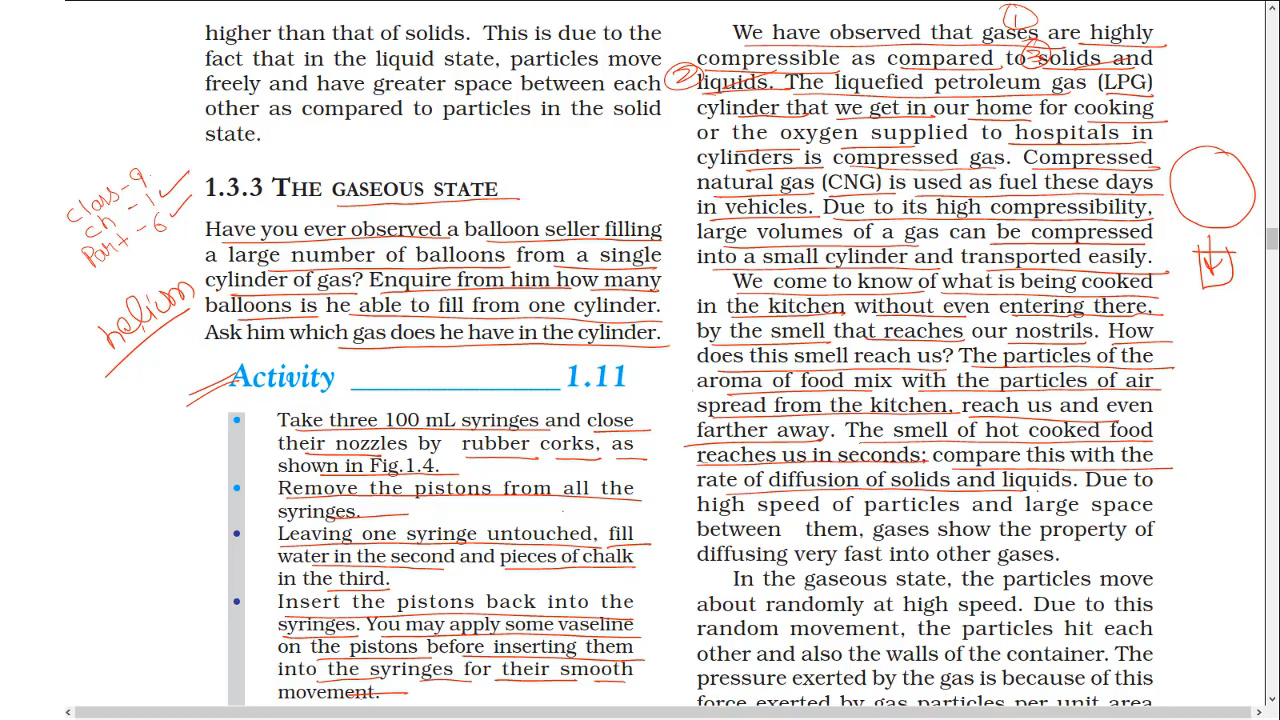 higher than that of solids. This is due to the
fact that in the liquid state, particles move
freely and have greater space between each
other as compared to particles in the solid
state.
class-9
ch-1
Part-6
1.3.3 THE GASEOUS STATE
Have you ever observed a balloon seller filling
a large number of balloons from a single
cylinder of gas? Enquire from him how many
balloons is he able to fill from one cylinder.
Ask him which gas does he have in the cylinder.
helium
Activity ______________ 1.11
• Take three 100 mL syringes and close
their nozzles by rubber corks, as
shown in Fig.1.4.
• Remove the pistons from all the
syringes.
• Leaving one syringe untouched, fill
water in the second and pieces of chalk
in the third.
• Insert the pistons back into the
syringes. You may apply some vaseline
on the pistons before inserting them
into the syringes for their smooth
movement.
1
We have observed that gases are highly
compressible as compared to solids and
2
liquids. The liquefied petroleum gas (LPG)
cylinder that we get in our home for cooking
or the oxygen supplied to hospitals in
cylinders is compressed gas. Compressed
natural gas (CNG) is used as fuel these days
in vehicles. Due to its high compressibility,
large volumes of a gas can be compressed
into a small cylinder and transported easily.
We come to know of what is being cooked
in the kitchen without even entering there,
by the smell that reaches our nostrils. How
does this smell reach us? The particles of the
aroma of food mix with the particles of air
spread from the kitchen, reach us and even
farther away. The smell of hot cooked food
reaches us in seconds; compare this with the
rate of diffusion of solids and liquids. Due to
high speed of particles and large space
between them, gases show the property of
diffusing very fast into other gases.
In the gaseous state, the particles move
about randomly at high speed. Due to this
random movement, the particles hit each
other and also the walls of the container. The
pressure exerted by the gas is because of this
force exerted by gas particles per unit area